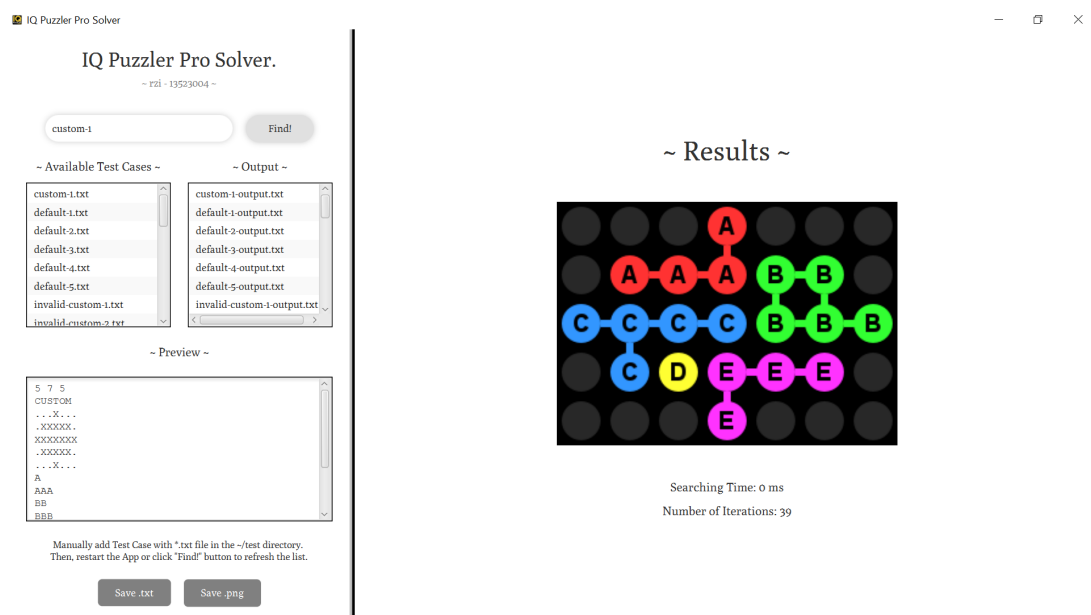 IQ Puzzler Pro Solver
IQ Puzzler Pro Solver.
~ rzi - 13523004 ~
custom-1
Find!
~ Available Test Cases ~
custom-1.txt
default-1.txt
default-2.txt
default-3.txt
default-4.txt
default-5.txt
invalid-custom-1.txt
invalid-custom-2.txt
~ Output ~
custom-1-output.txt
default-1-output.txt
default-2-output.txt
default-3-output.txt
default-4-output.txt
default-5-output.txt
invalid-custom-1-output.txt
~ Preview ~
5 7 5
CUSTOM
...X...
.XXXXX.
XXXXXXX
.XXXXX.
...X...
A
AAA
BB
BBB
Manually add Test Case with *.txt file in the ~/test directory.
Then, restart the App or click "Find!" button to refresh the list.
Save .txt
Save .png
~ Results ~
A
A A A B B
C C C C B B B
C D E E E
E
Searching Time: 0 ms
Number of Iterations: 39